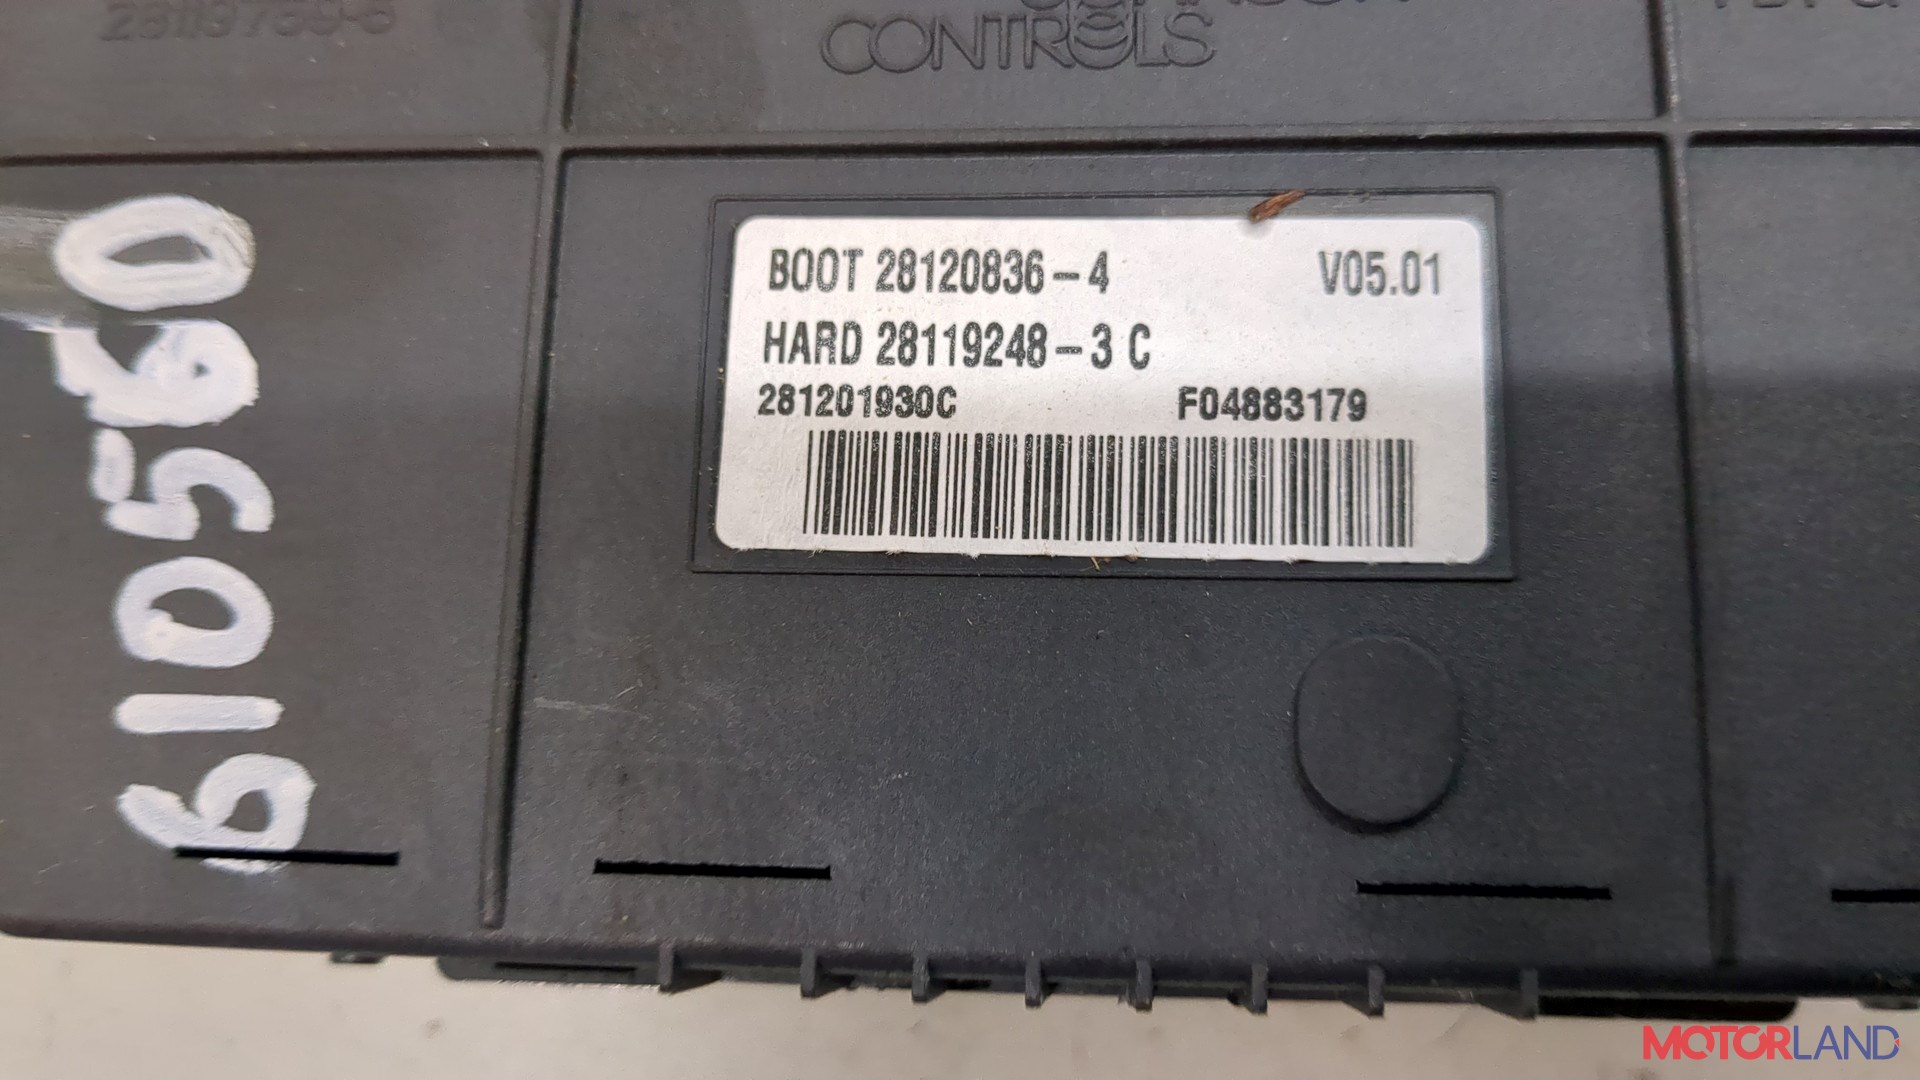 CONTROLS
BOOT 28120836-4 V05.01
HARD 28119248-3 C
281201930C F04883179
610560
MOTORLAND